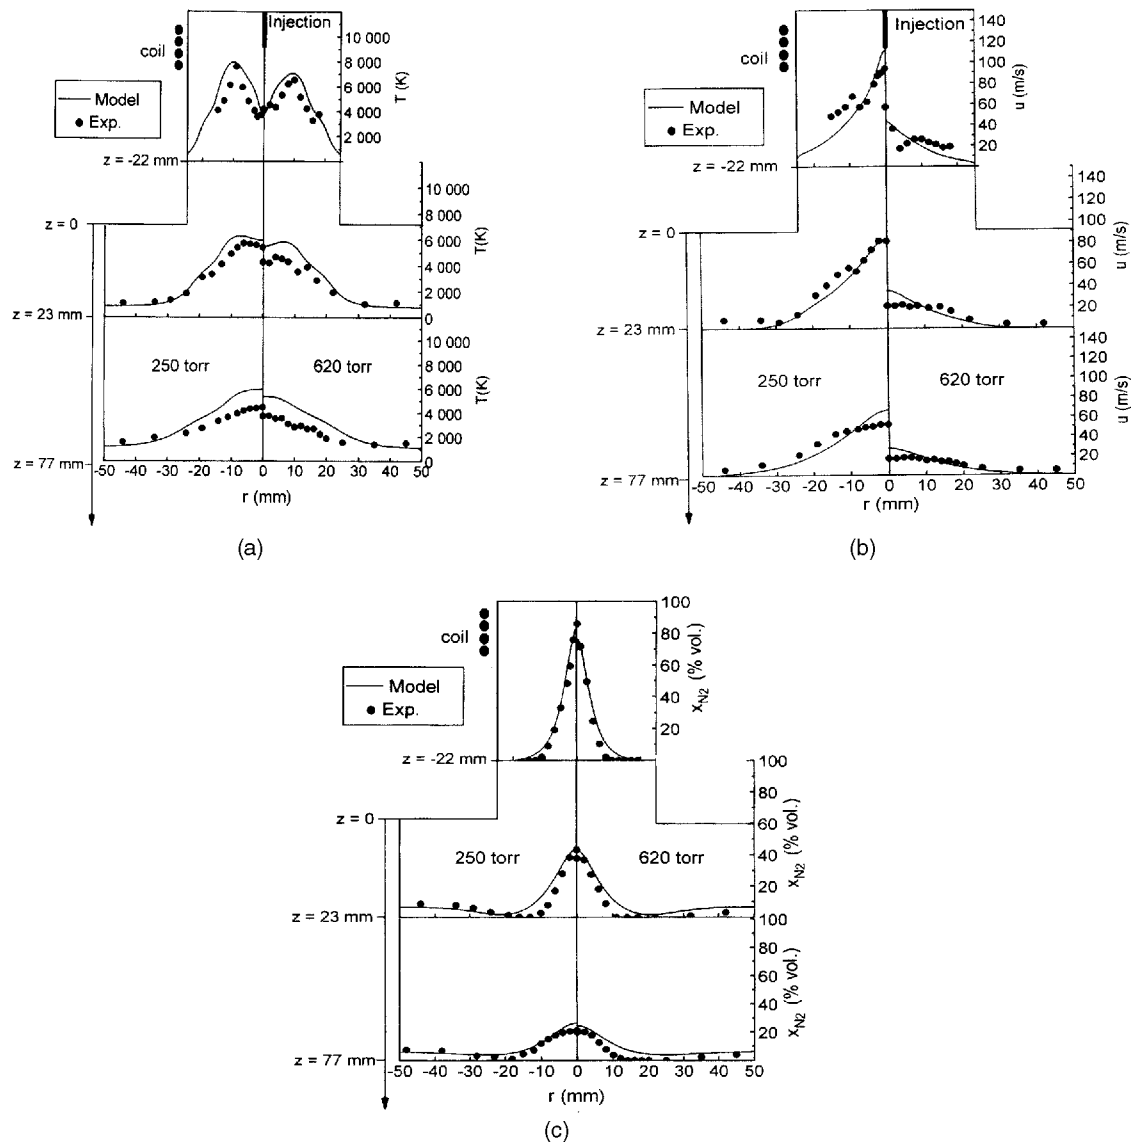 Injection
coil
10 000
8 000
6 000
4 000
2 000
T (K)
Model
Exp.
z = -22 mm
10 000
8 000
6 000
4 000
2 000
0
T(K)
z = 0
z = 23 mm
250 torr
620 torr
10 000
8 000
6 000
4 000
2 000
0
T(K)
z = 77 mm
-50 -40 -30 -20 -10 0 10 20 30 40 50
r (mm)
(a)
Injection
coil
140
120
100
80
60
40
20
u (m/s)
Model
Exp.
z = -22 mm
140
120
100
80
60
40
20
u (m/s)
z = 0
z = 23 mm
250 torr
620 torr
140
120
100
80
60
40
20
u (m/s)
z = 77 mm
-50 -40 -30 -20 -10 0 10 20 30 40 50
r (mm)
(b)
coil
100
80
60
40
20
xN2 (% vol.)
Model
Exp.
z = -22 mm
100
80
60
40
20
xN2 (% vol.)
z = 0
250 torr
620 torr
z = 23 mm
100
80
60
40
20
0
xN2 (% vol.)
z = 77 mm
-50 -40 -30 -20 -10 0 10 20 30 40 50
r (mm)
(c)